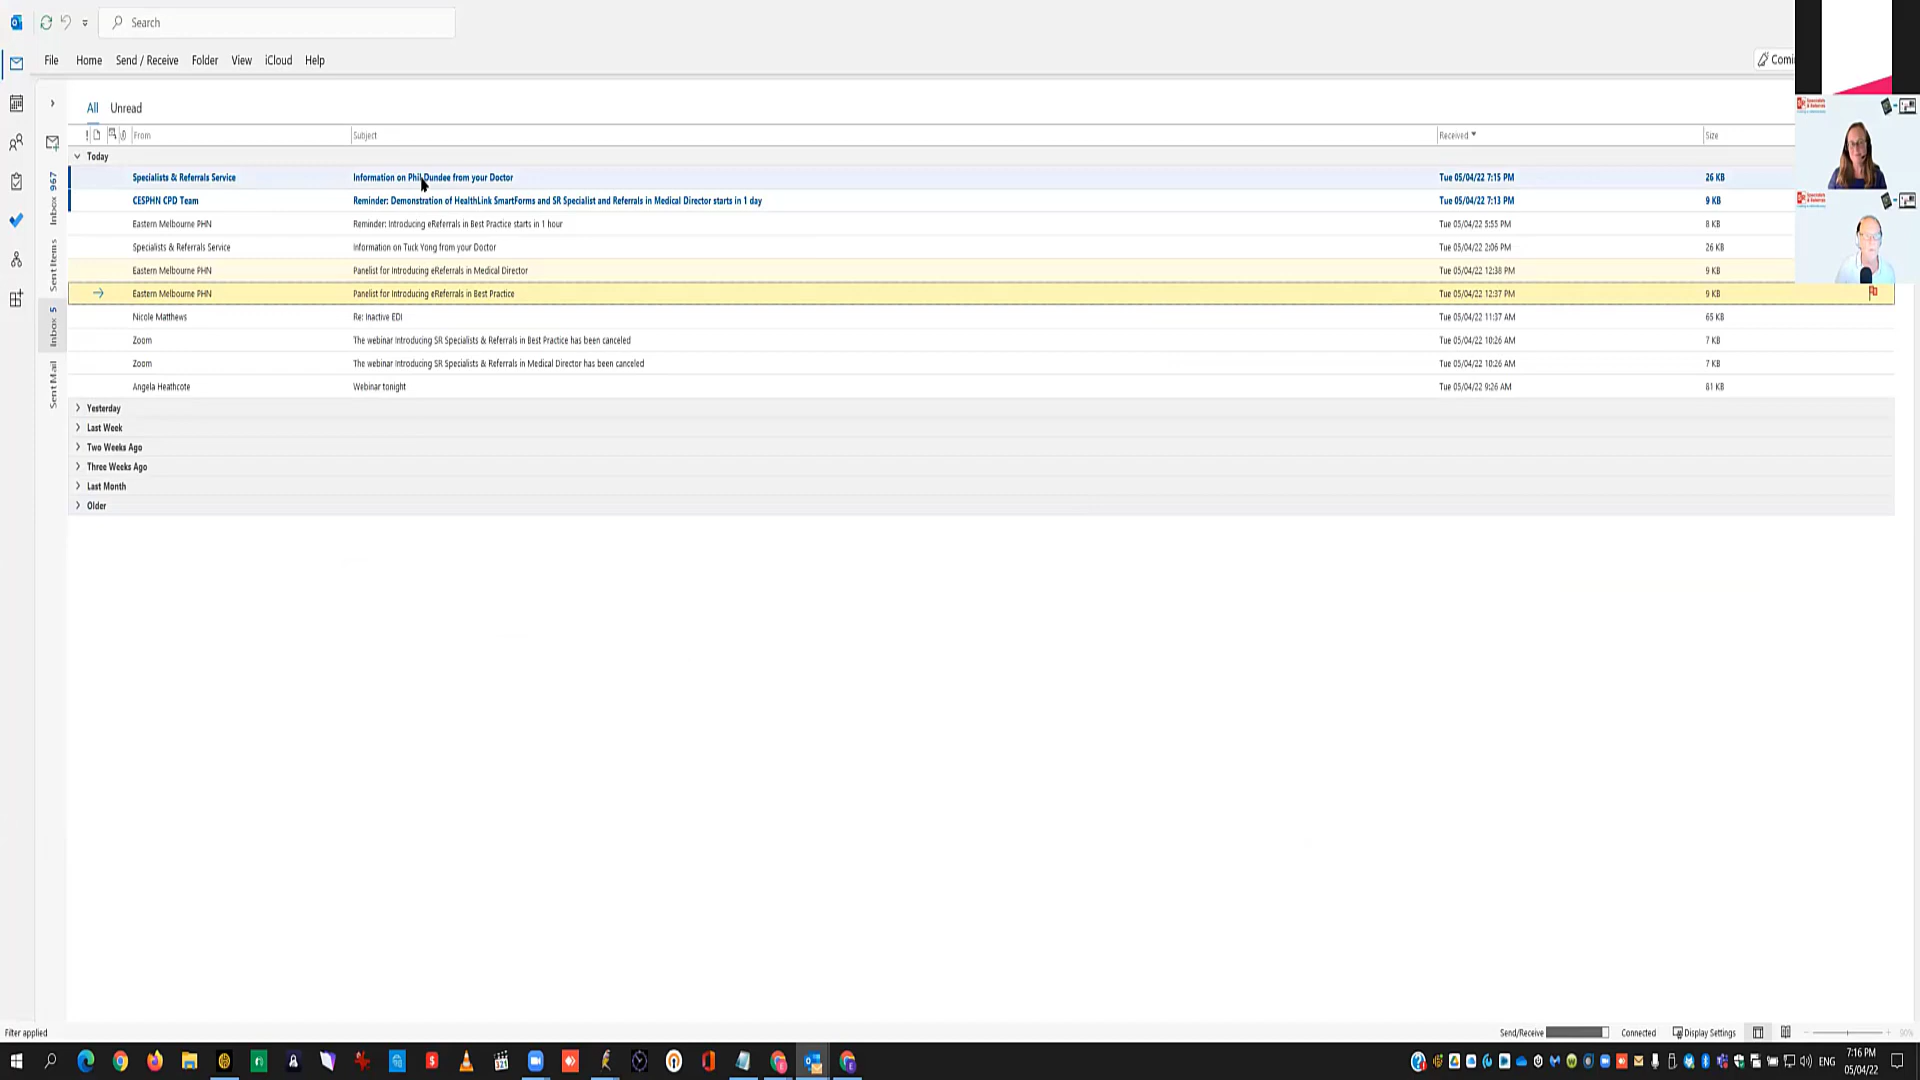 Search
File Home Send / Receive Folder View iCloud Help
All Unread
From Subject Received Size
Today
Specialists & Referrals Service Information on Phil Dundee from your Doctor Tue 05/04/22 7:15 PM 26 KB
CESPHN CPD Team Reminder: Demonstration of HealthLink SmartForms and SR Specialist and Referrals in Medical Director starts in 1 day Tue 05/04/22 7:13 PM 9 KB
Eastern Melbourne PHN Reminder: Introducing eReferrals in Best Practice starts in 1 hour Tue 05/04/22 5:55 PM 8 KB
Specialists & Referrals Service Information on Tuck Yong from your Doctor Tue 05/04/22 2:06 PM 26 KB
Eastern Melbourne PHN Panelist for Introducing eReferrals in Medical Director Tue 05/04/22 12:38 PM 9 KB
Eastern Melbourne PHN Panelist for Introducing eReferrals in Best Practice Tue 05/04/22 12:37 PM 9 KB
Nicole Matthews Re: Inactive EDI Tue 05/04/22 11:37 AM 65 KB
Zoom The webinar Introducing SR Specialists & Referrals in Best Practice has been canceled Tue 05/04/22 10:26 AM 7 KB
Zoom The webinar Introducing SR Specialists & Referrals in Medical Director has been canceled Tue 05/04/22 10:26 AM 7 KB
Angela Heathcote Webinar tonight Tue 05/04/22 9:26 AM 81 KB
Yesterday
Last Week
Two Weeks Ago
Three Weeks Ago
Last Month
Older
Inbox 967
Sent Items
Inbox 5
Sent Mail
Filter applied Send/Receive Connected Display Settings 90%
ENG 7:16 PM
05/04/22